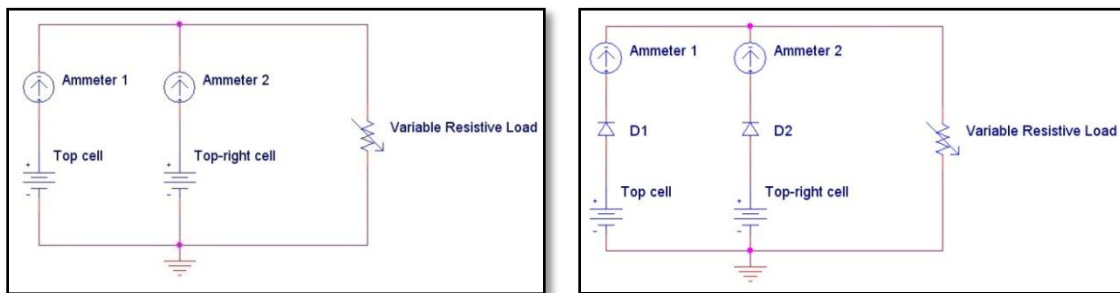 Ammeter 1
Ammeter 2
Variable Resistive Load
Top cell
Top-right cell
+
-
+
-
Ammeter 1
Ammeter 2
D1
D2
Variable Resistive Load
Top cell
Top-right cell
+
-
+
-